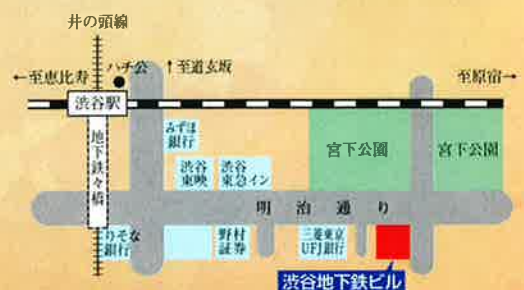 井の頭線
←至恵比寿
ハチ公
↑至道玄坂
至原宿→
渋谷駅
地下鉄々橋
みずほ
銀行
渋谷
東映
渋谷
東急イン
宮下公園
宮下公園
明治通り
りそな
銀行
野村
証券
三菱東京
UFJ銀行
渋谷地下鉄ビル